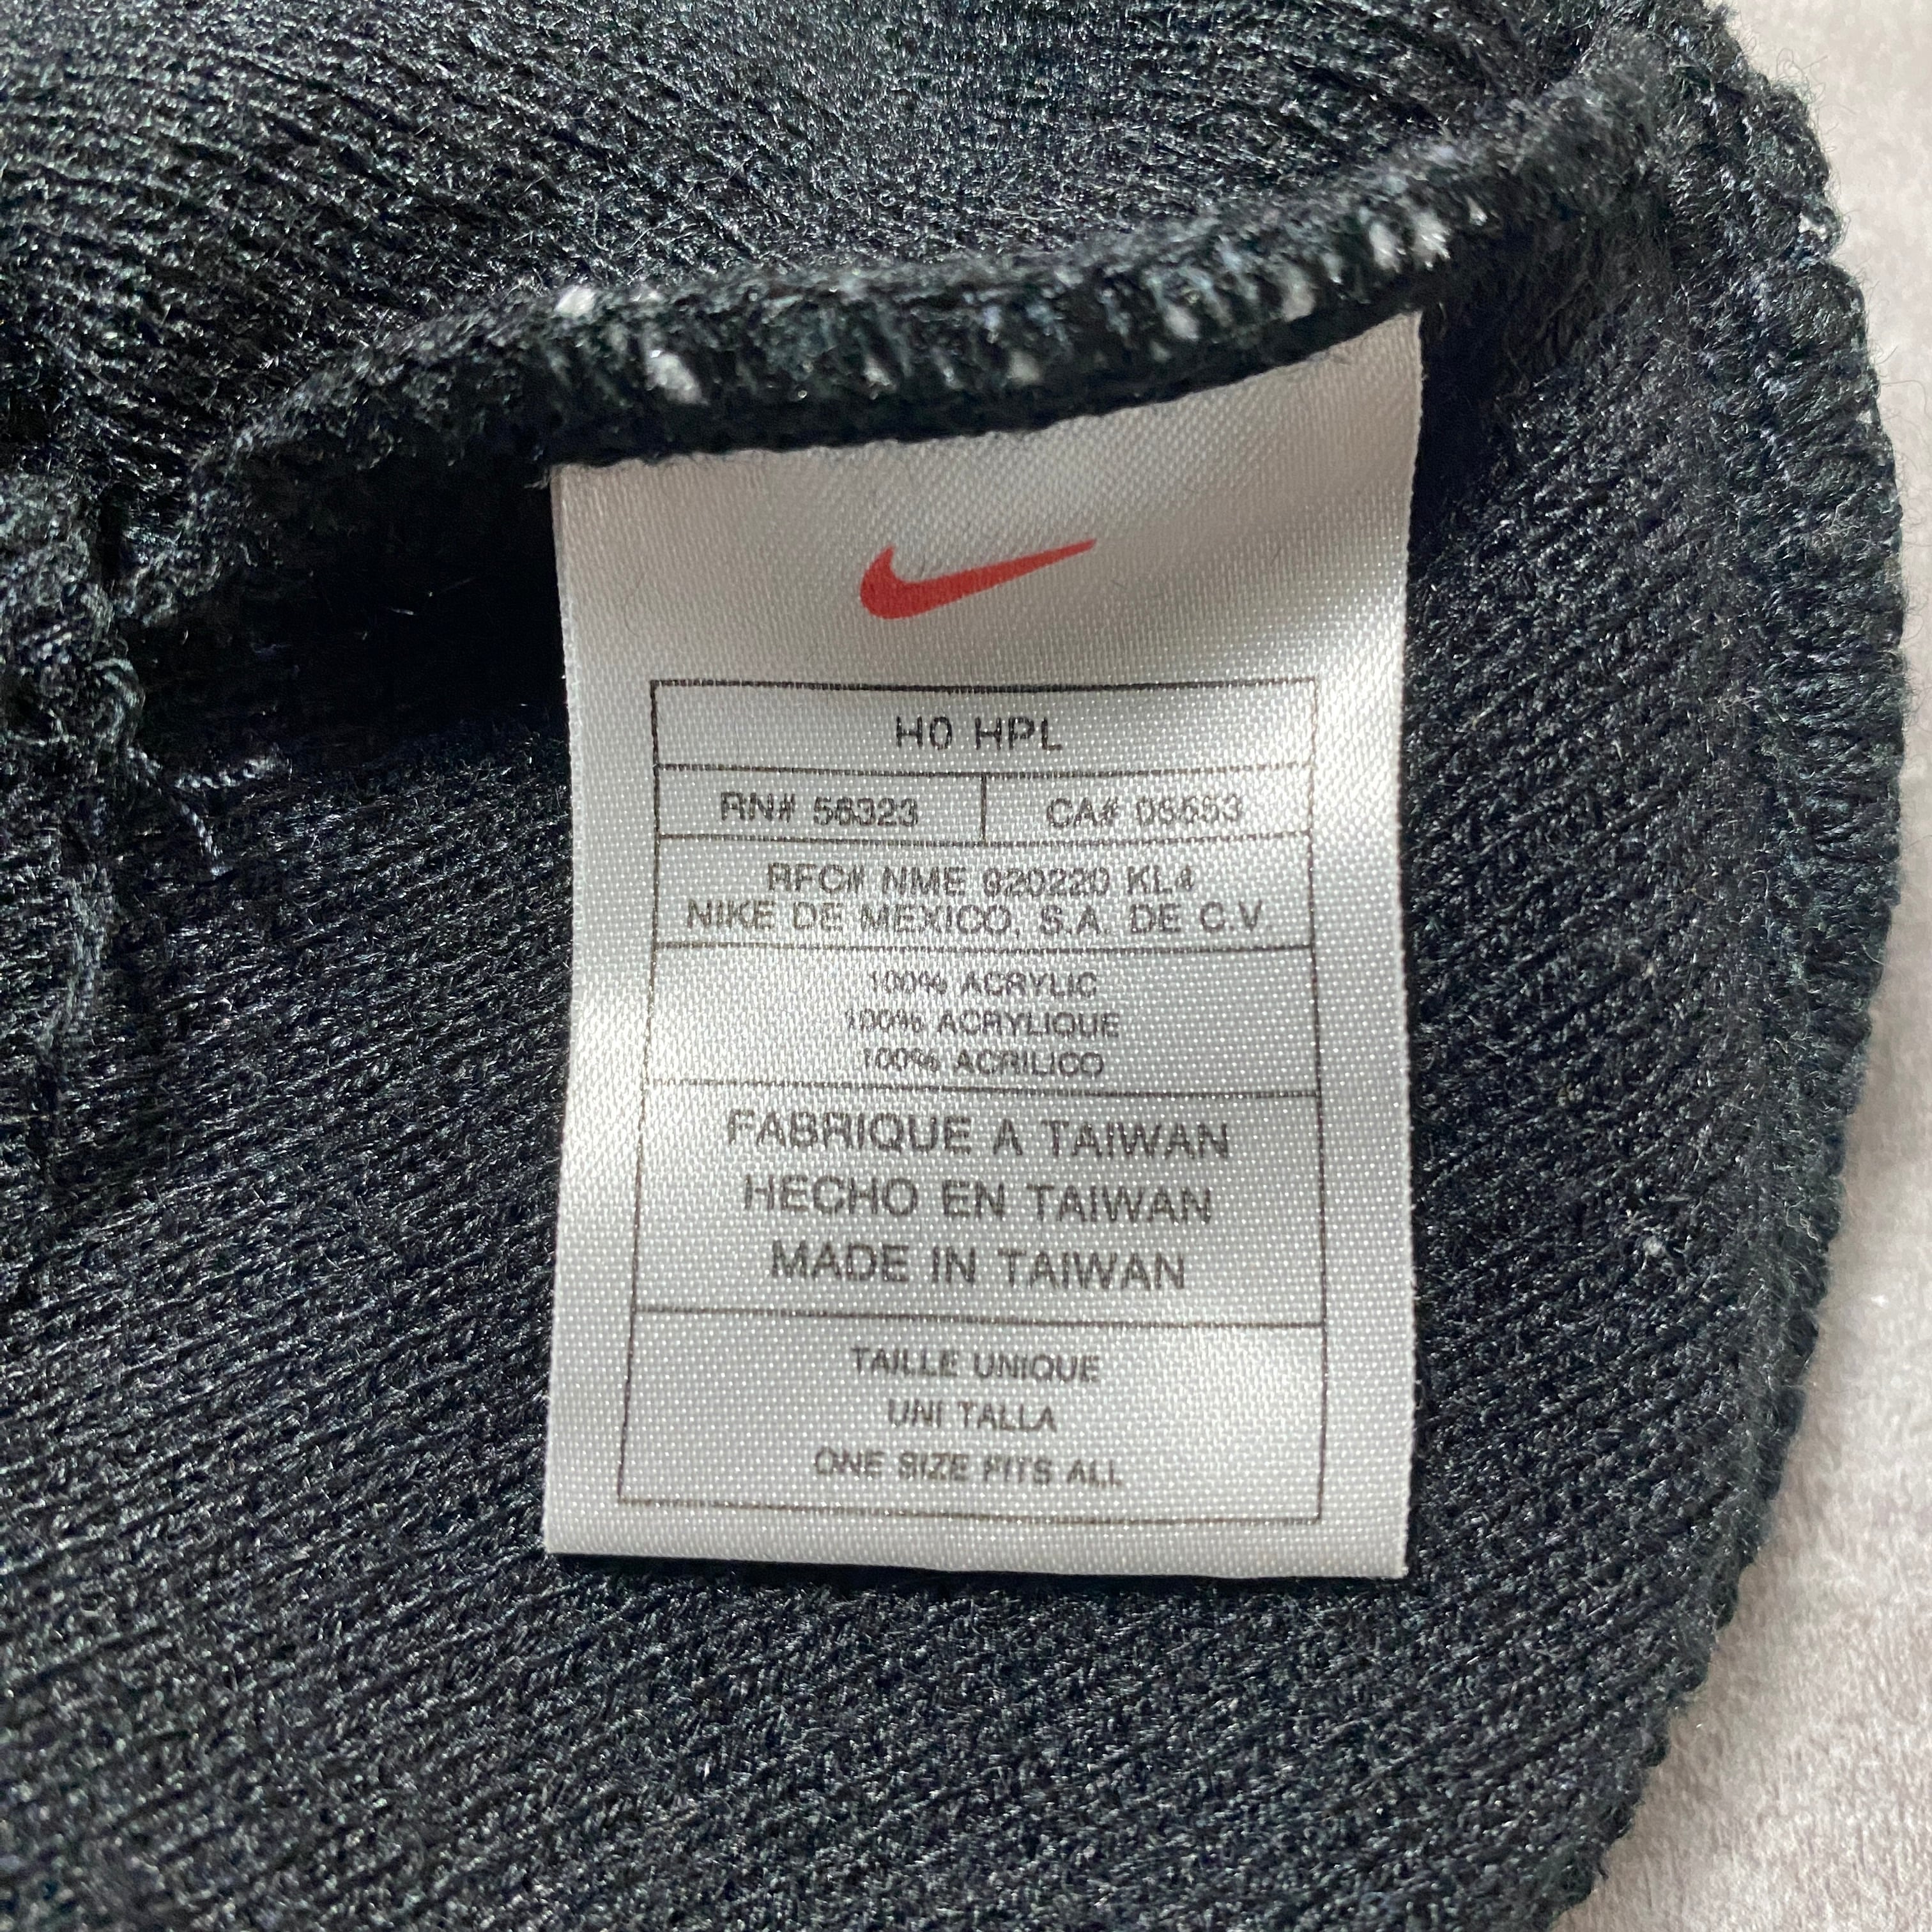 H0 HPL
RN# 56323 CA# 05553
RFC# NME 920220 KL4
NIKE DE MEXICO, S.A. DE C.V
100% ACRYLIC
100% ACRYLIQUE
100% ACRILICO
FABRIQUE A TAIWAN
HECHO EN TAIWAN
MADE IN TAIWAN
TAILLE UNIQUE
UNI TALLA
ONE SIZE FITS ALL